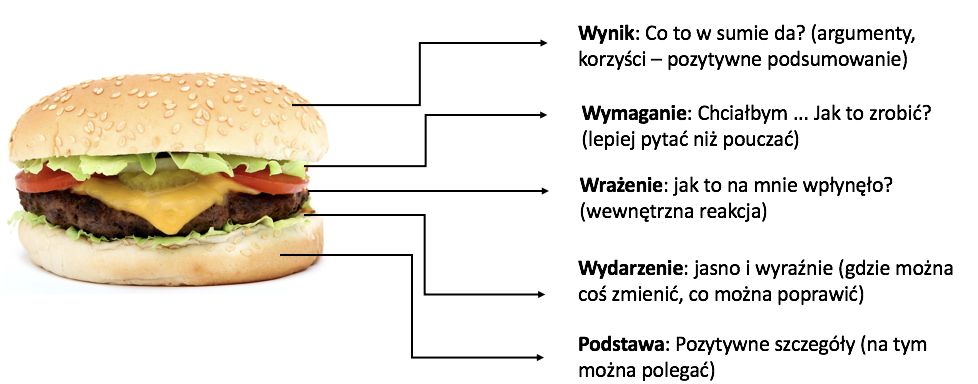 Wynik: Co to w sumie da? (argumenty,
korzyści – pozytywne podsumowanie)
Wymaganie: Chciałbym ... Jak to zrobić?
(lepiej pytać niż pouczać)
Wrażenie: jak to na mnie wpłynęło?
(wewnętrzna reakcja)
Wydarzenie: jasno i wyraźnie (gdzie można
coś zmienić, co można poprawić)
Podstawa: Pozytywne szczegóły (na tym
można polegać)